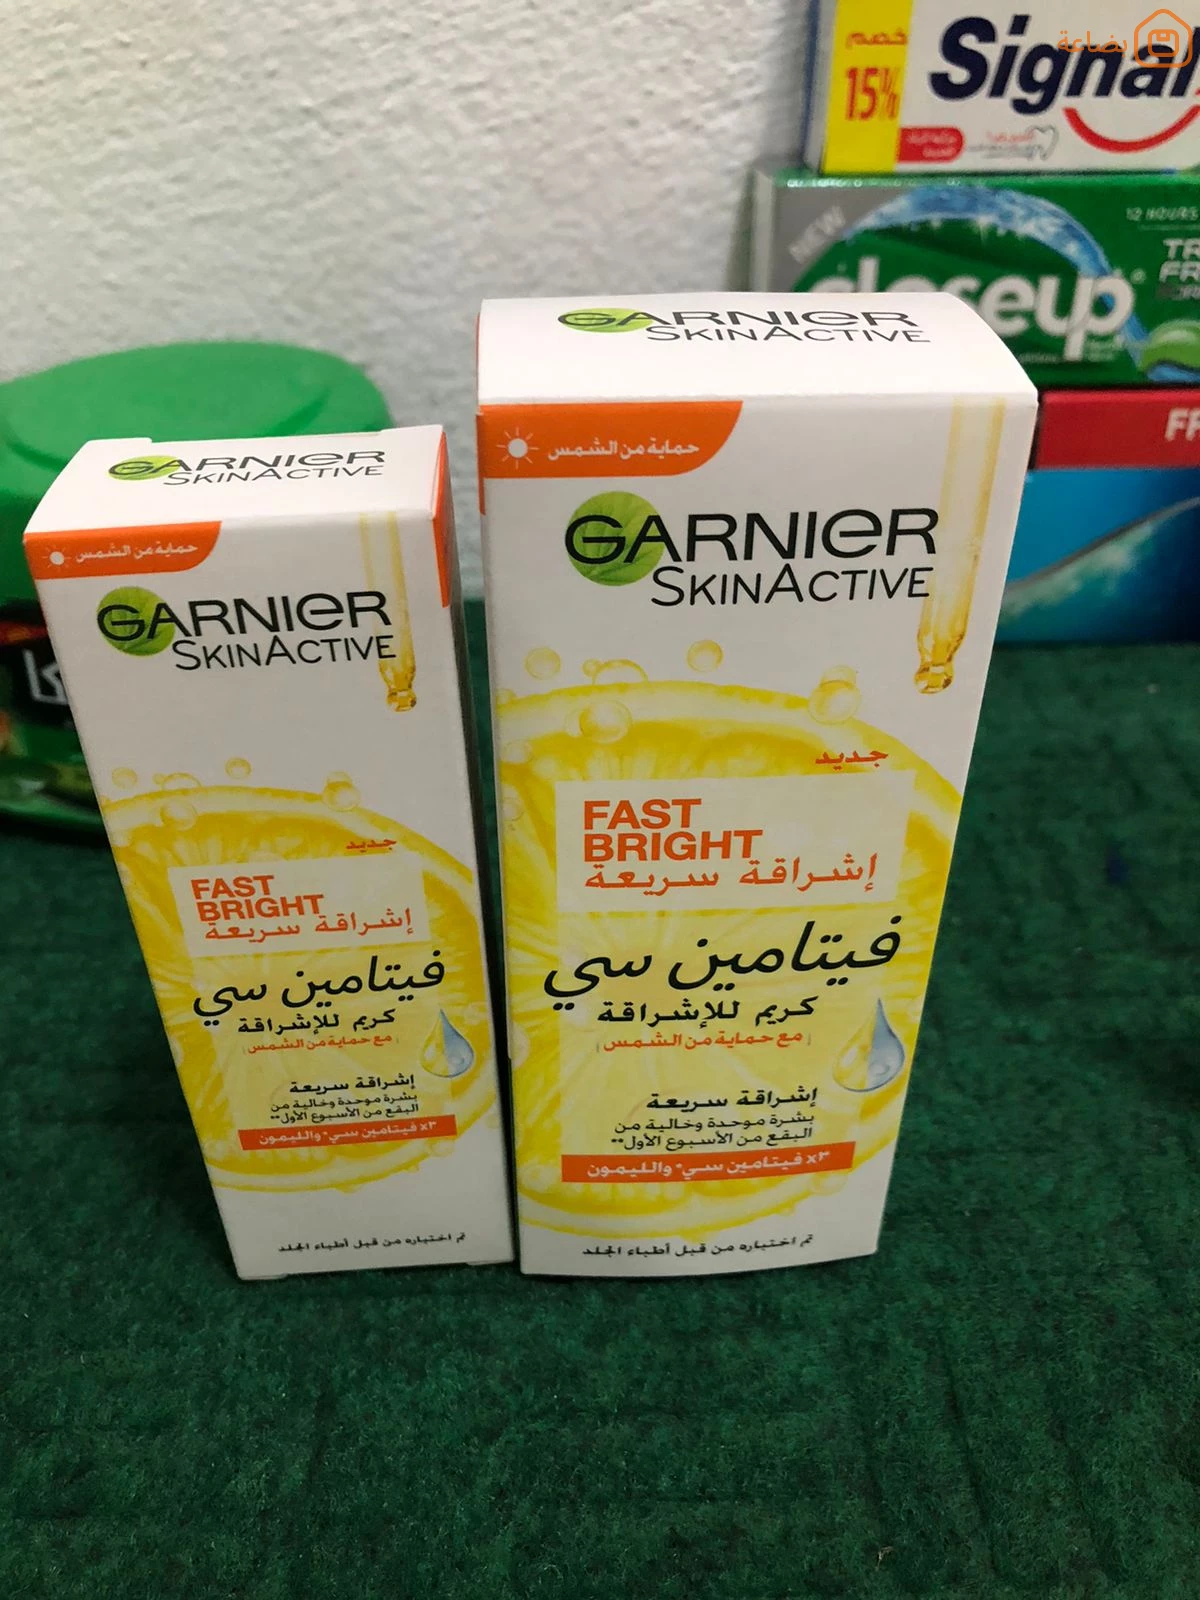 بضاعة
خصم
15%
Signal
NEW
closeup
12 HOURS
GARNIER
SKINACTIVE
حماية من الشمس
GARNIER
SKINACTIVE
جديد
FAST
BRIGHT
إشراقة سريعة
فيتامين سي
كريم للإشراقة
مع حماية من الشمس
إشراقة سريعة
بشرة موحدة وخالية من
البقع من الأسبوع الأول**
x٣ فيتامين سي* والليمون
تم اختباره من قبل أطباء الجلد
GARNIER
SKINACTIVE
حماية من الشمس
GARNIER
SKINACTIVE
جديد
FAST
BRIGHT
إشراقة سريعة
فيتامين سي
كريم للإشراقة
مع حماية من الشمس
إشراقة سريعة
بشرة موحدة وخالية من
البقع من الأسبوع الأول**
x٣ فيتامين سي* والليمون
تم اختباره من قبل أطباء الجلد